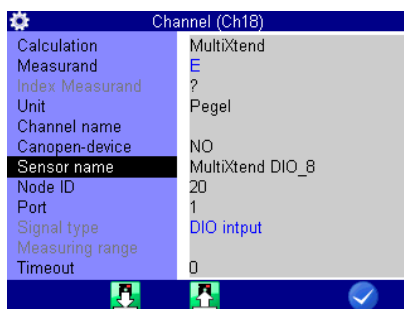 Channel (Ch18)
Calculation MultiXtend
Measurand E
Index Measurand ?
Unit Pegel
Channel name
Canopen-device NO
Sensor name MultiXtend DIO_8
Node ID 20
Port 1
Signal type DIO intput
Measuring range
Timeout 0